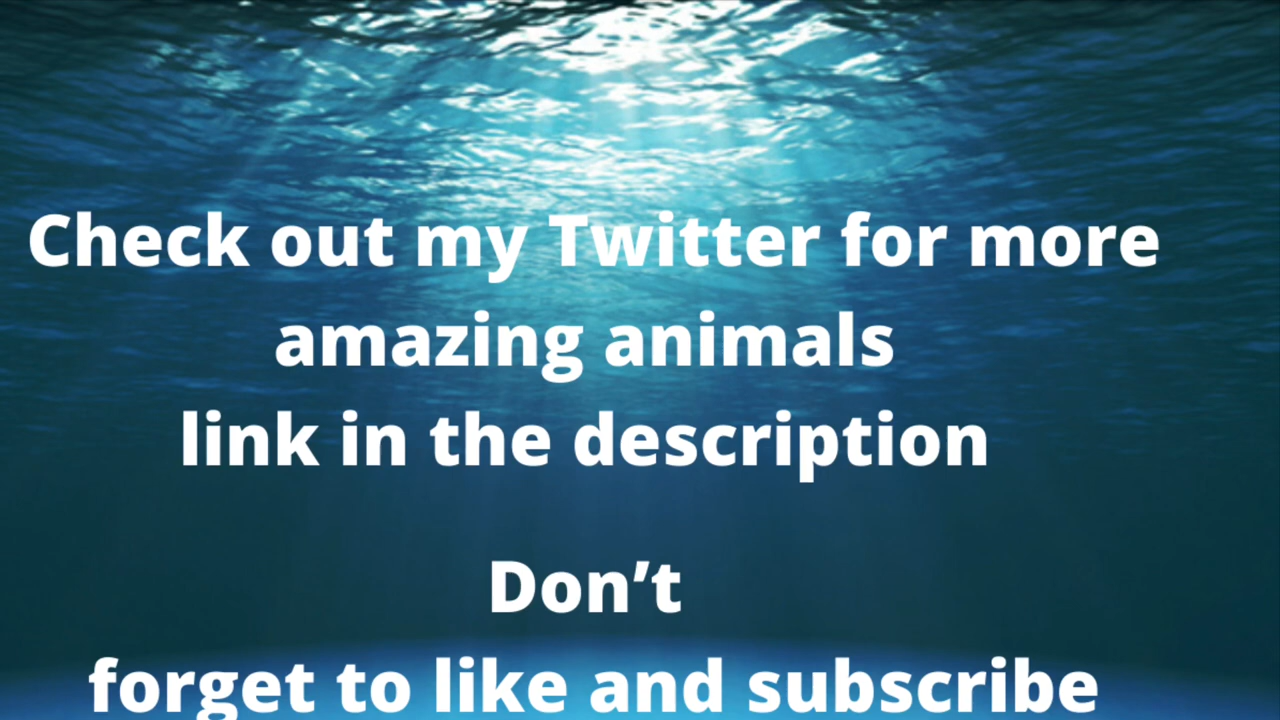 Check out my Twitter for more
amazing animals
link in the description
Don’t
forget to like and subscribe